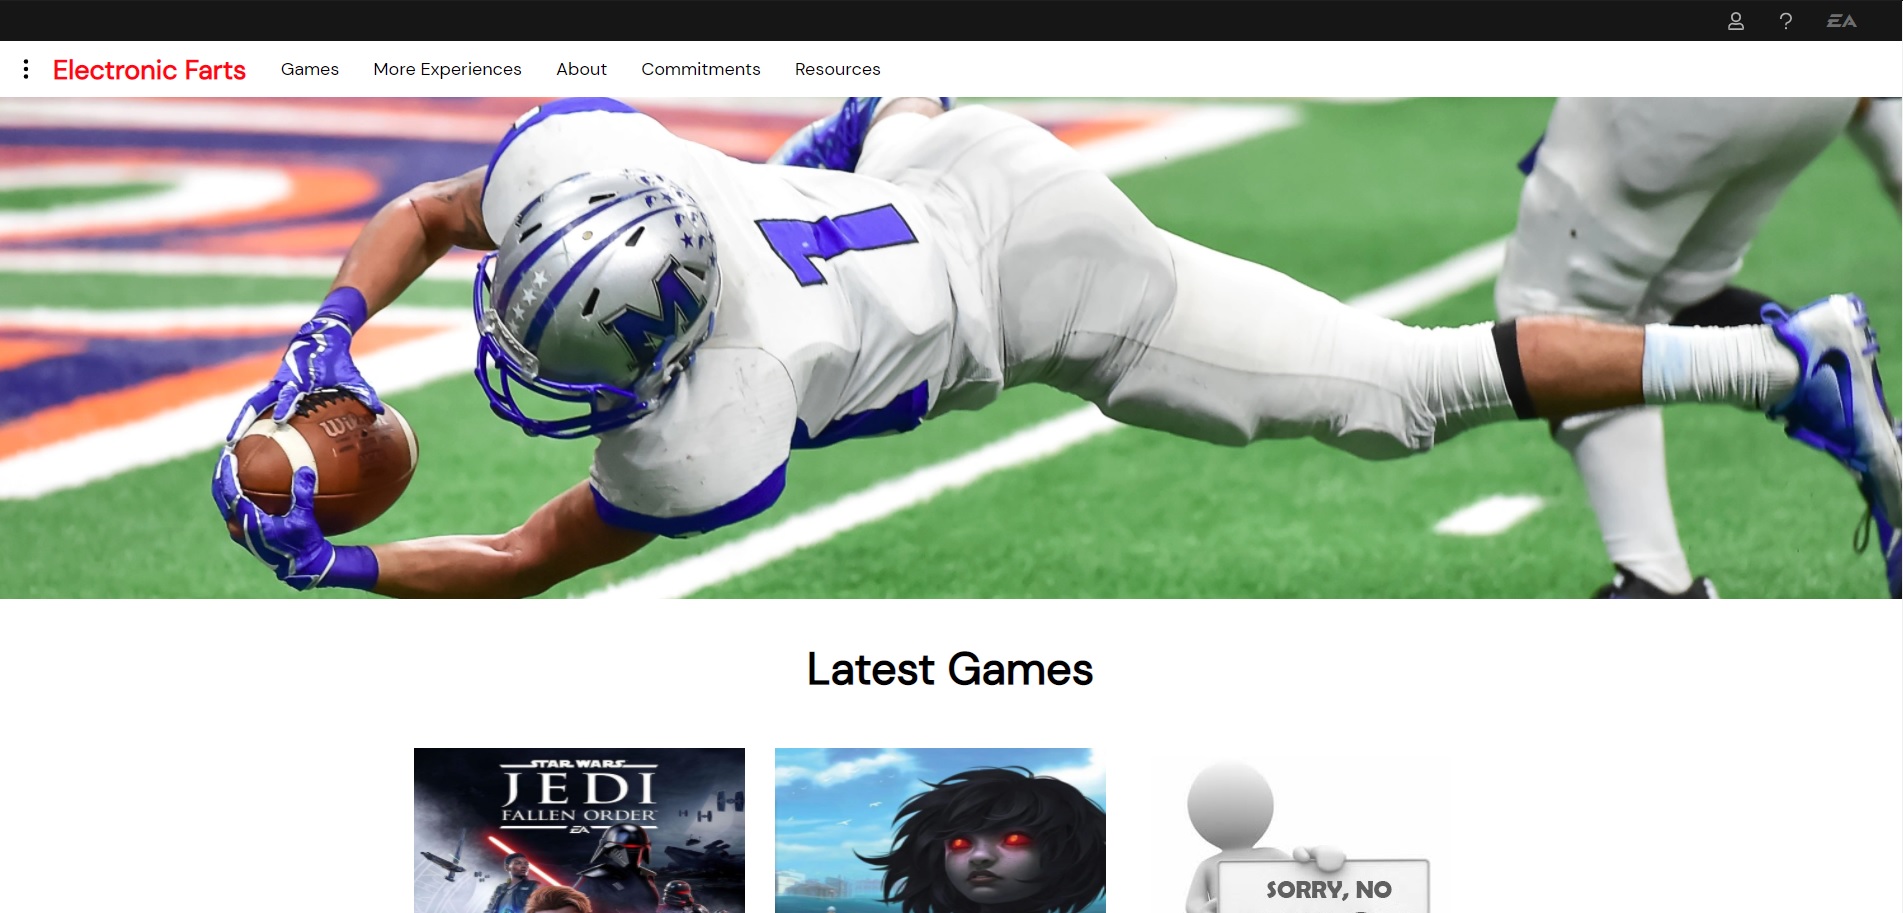 EA
Electronic Farts
Games
More Experiences
About
Commitments
Resources
1
M
W
Latest Games
STAR WARS
JEDI
FALLEN ORDER
EA
SORRY, NO